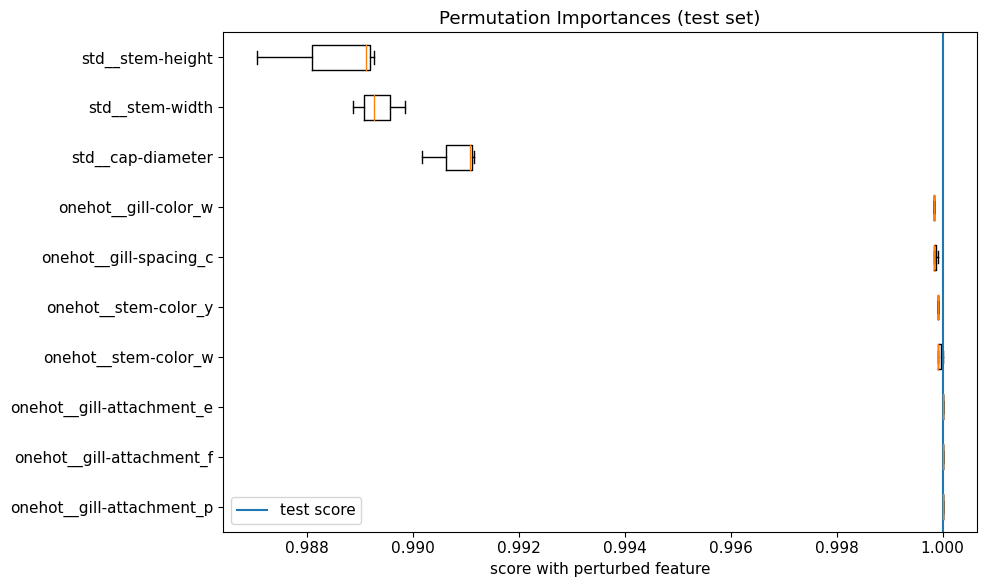 Permutation Importances (test set)
std__stem-height
std__stem-width
std__cap-diameter
onehot__gill-color_w
onehot__gill-spacing_c
onehot__stem-color_y
onehot__stem-color_w
onehot__gill-attachment_e
onehot__gill-attachment_f
onehot__gill-attachment_p
test score
0.988 0.990 0.992 0.994 0.996 0.998 1.000
score with perturbed feature